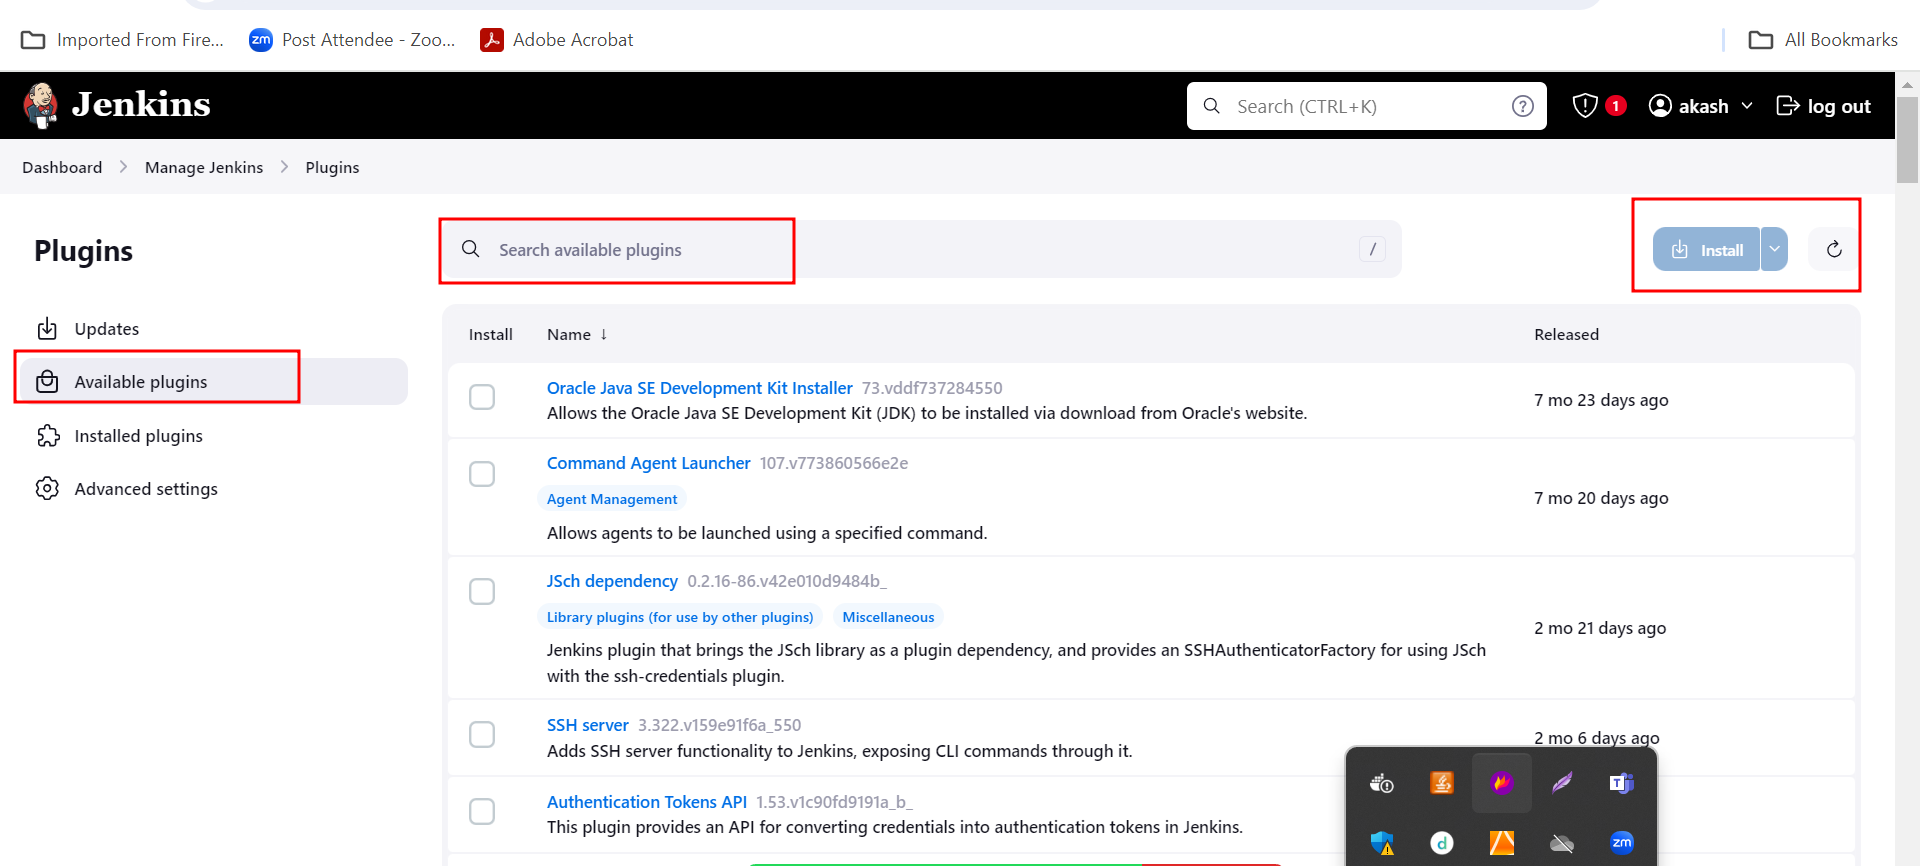 Imported From Fire...
zm Post Attendee - Zoo...
Adobe Acrobat
All Bookmarks
Jenkins
Search (CTRL+K)
?
1
akash
log out
Dashboard
Manage Jenkins
Plugins
Plugins
Search available plugins
/
Install
Updates
Available plugins
Installed plugins
Advanced settings
Install Name ↓ Released
Oracle Java SE Development Kit Installer 73.vddf737284550
Allows the Oracle Java SE Development Kit (JDK) to be installed via download from Oracle's website.
7 mo 23 days ago
Command Agent Launcher 107.v773860566e2e
Agent Management
Allows agents to be launched using a specified command.
7 mo 20 days ago
JSch dependency 0.2.16-86.v42e010d9484b_
Library plugins (for use by other plugins) Miscellaneous
Jenkins plugin that brings the JSch library as a plugin dependency, and provides an SSHAuthenticatorFactory for using JSch
with the ssh-credentials plugin.
2 mo 21 days ago
SSH server 3.322.v159e91f6a_550
Adds SSH server functionality to Jenkins, exposing CLI commands through it.
2 mo 6 days ago
Authentication Tokens API 1.53.v1c90fd9191a_b_
This plugin provides an API for converting credentials into authentication tokens in Jenkins.
T
d
zm